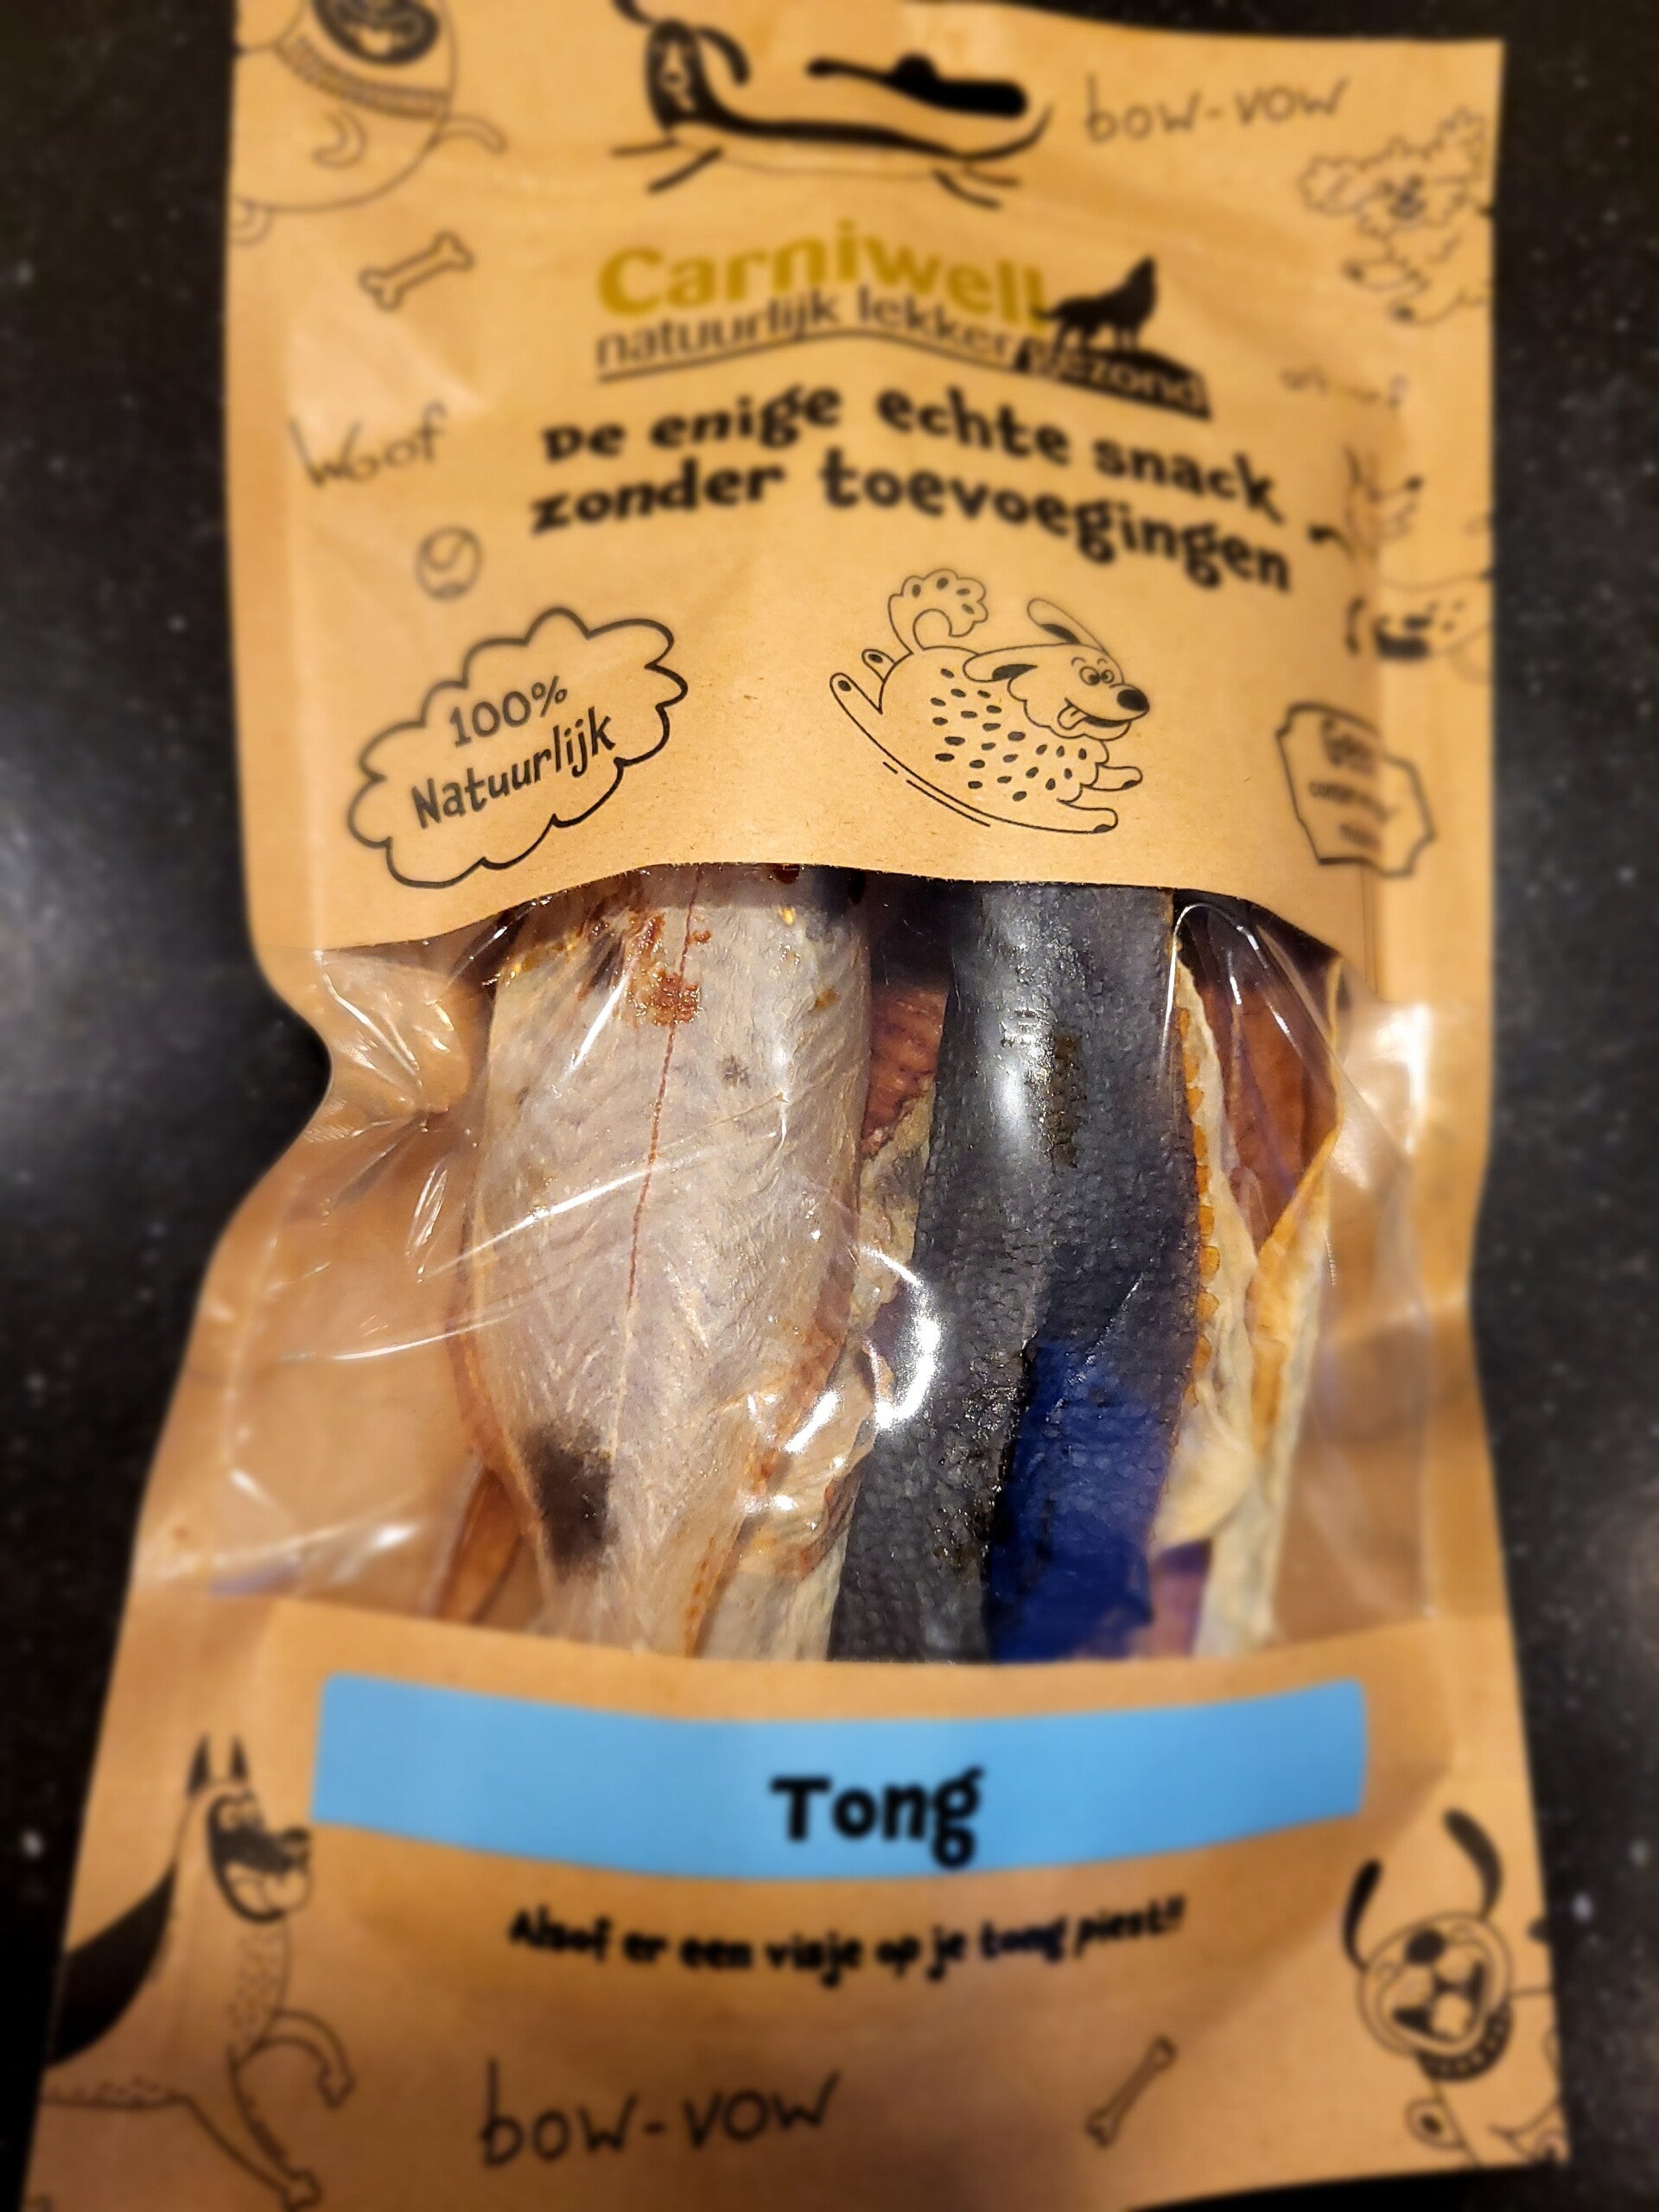 bow-vow
Carniwell
natuurlijk lekker gezond
Woof
De enige echte snack
zonder toevoegingen
100%
Natuurlijk
Geen
Tong
Alsof er een visje op je tong piest!!
bow-vow